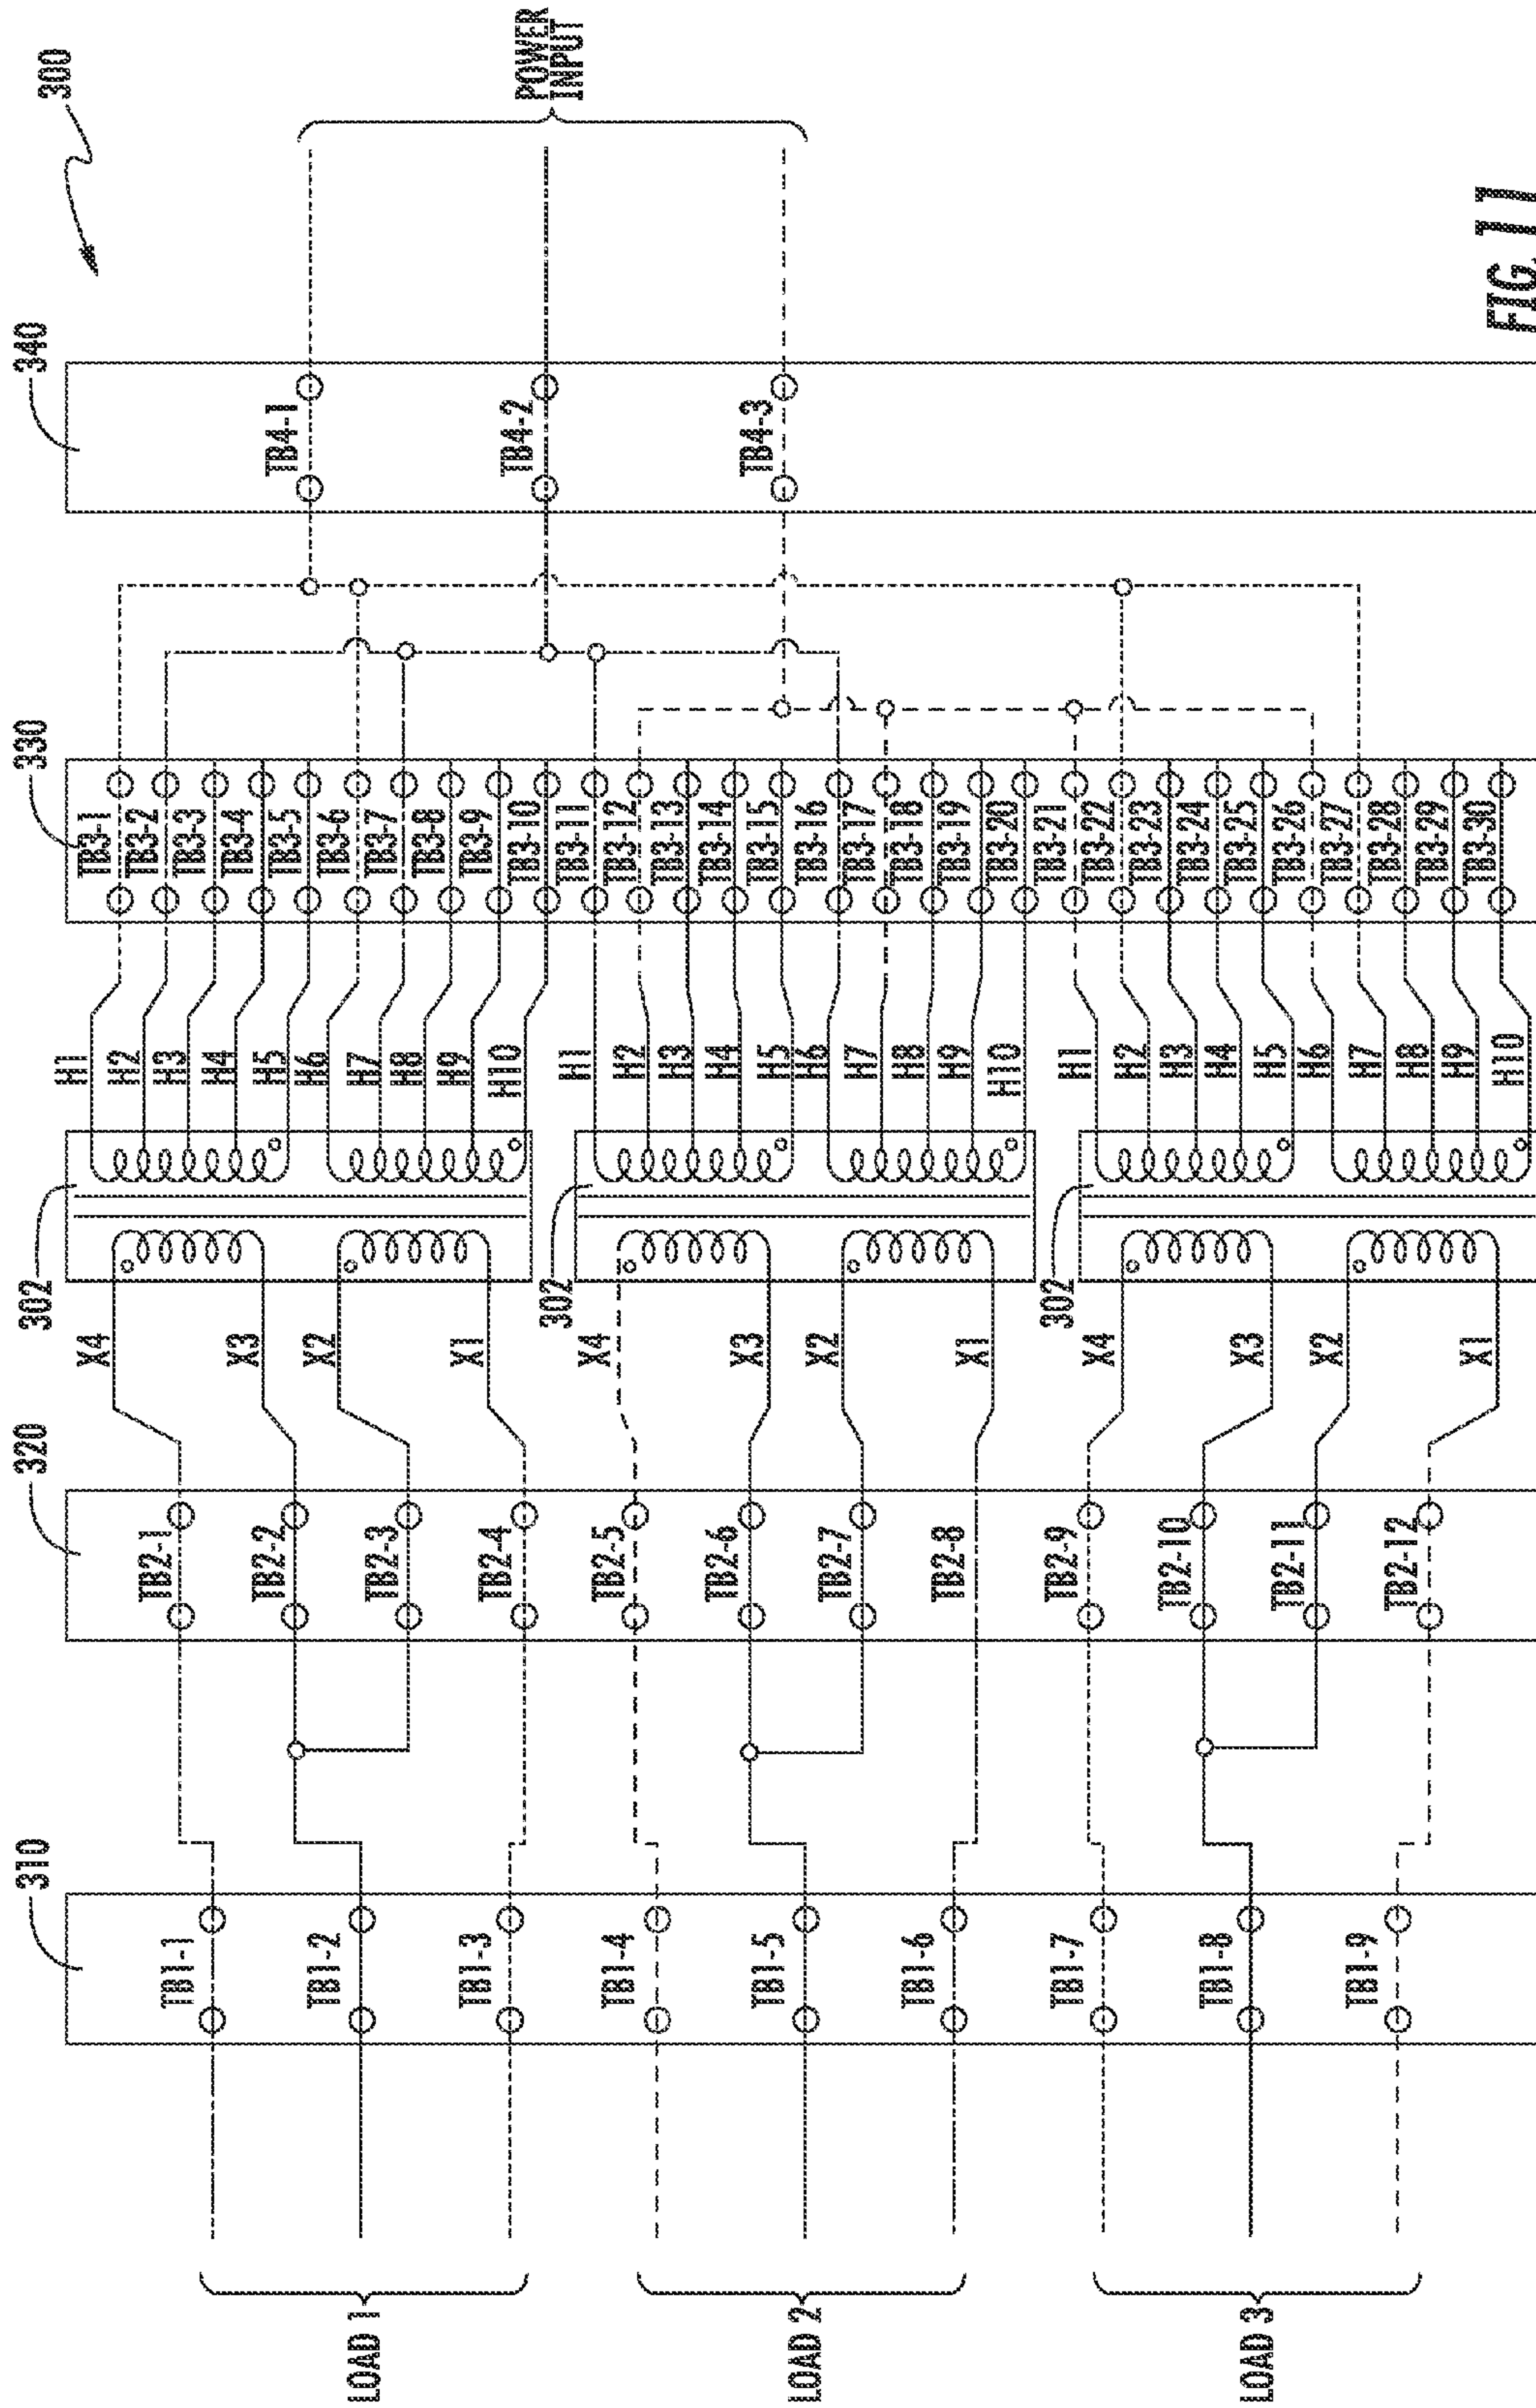 300
340
330
320
310
302
302
302
POWER
INPUT
TB4-1
TB4-2
TB4-3
TB3-1
TB3-2
TB3-3
TB3-4
TB3-5
TB3-6
TB3-7
TB3-8
TB3-9
TB3-10
TB3-11
TB3-12
TB3-13
TB3-14
TB3-15
TB3-16
TB3-17
TB3-18
TB3-19
TB3-20
TB3-21
TB3-22
TB3-23
TB3-24
TB3-25
TB3-26
TB3-27
TB3-28
TB3-29
TB3-30
H1
H2
H3
H4
H5
H6
H7
H8
H9
H10
H1
H2
H3
H4
H5
H6
H7
H8
H9
H10
H1
H2
H3
H4
H5
H6
H7
H8
H9
H10
X4
X3
X2
X1
X4
X3
X2
X1
X4
X3
X2
X1
TB2-1
TB2-2
TB2-3
TB2-4
TB2-5
TB2-6
TB2-7
TB2-8
TB2-9
TB2-10
TB2-11
TB2-12
TB1-1
TB1-2
TB1-3
TB1-4
TB1-5
TB1-6
TB1-7
TB1-8
TB1-9
LOAD 1
LOAD 2
LOAD 3
FIG. 11